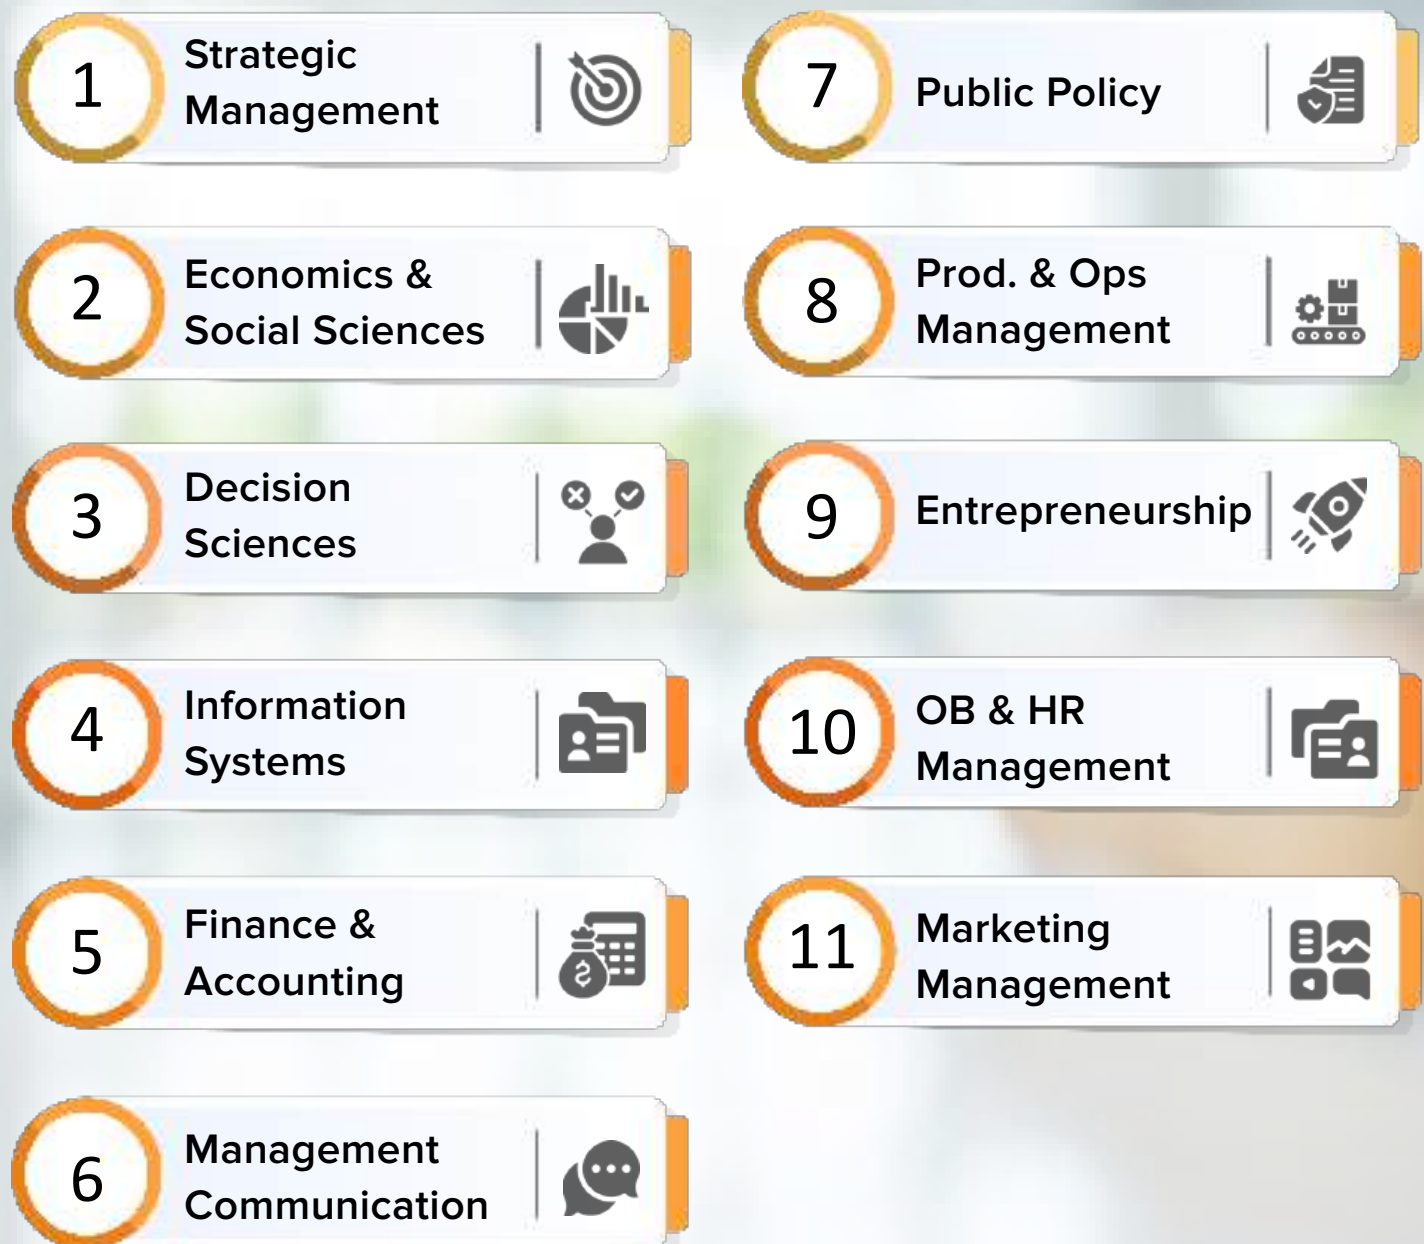 1
Strategic
Management
2
Economics &
Social Sciences
3
Decision
Sciences
4
Information
Systems
5
Finance &
Accounting
6
Management
Communication
7
Public Policy
8
Prod. & Ops
Management
9
Entrepreneurship
10
OB & HR
Management
11
Marketing
Management